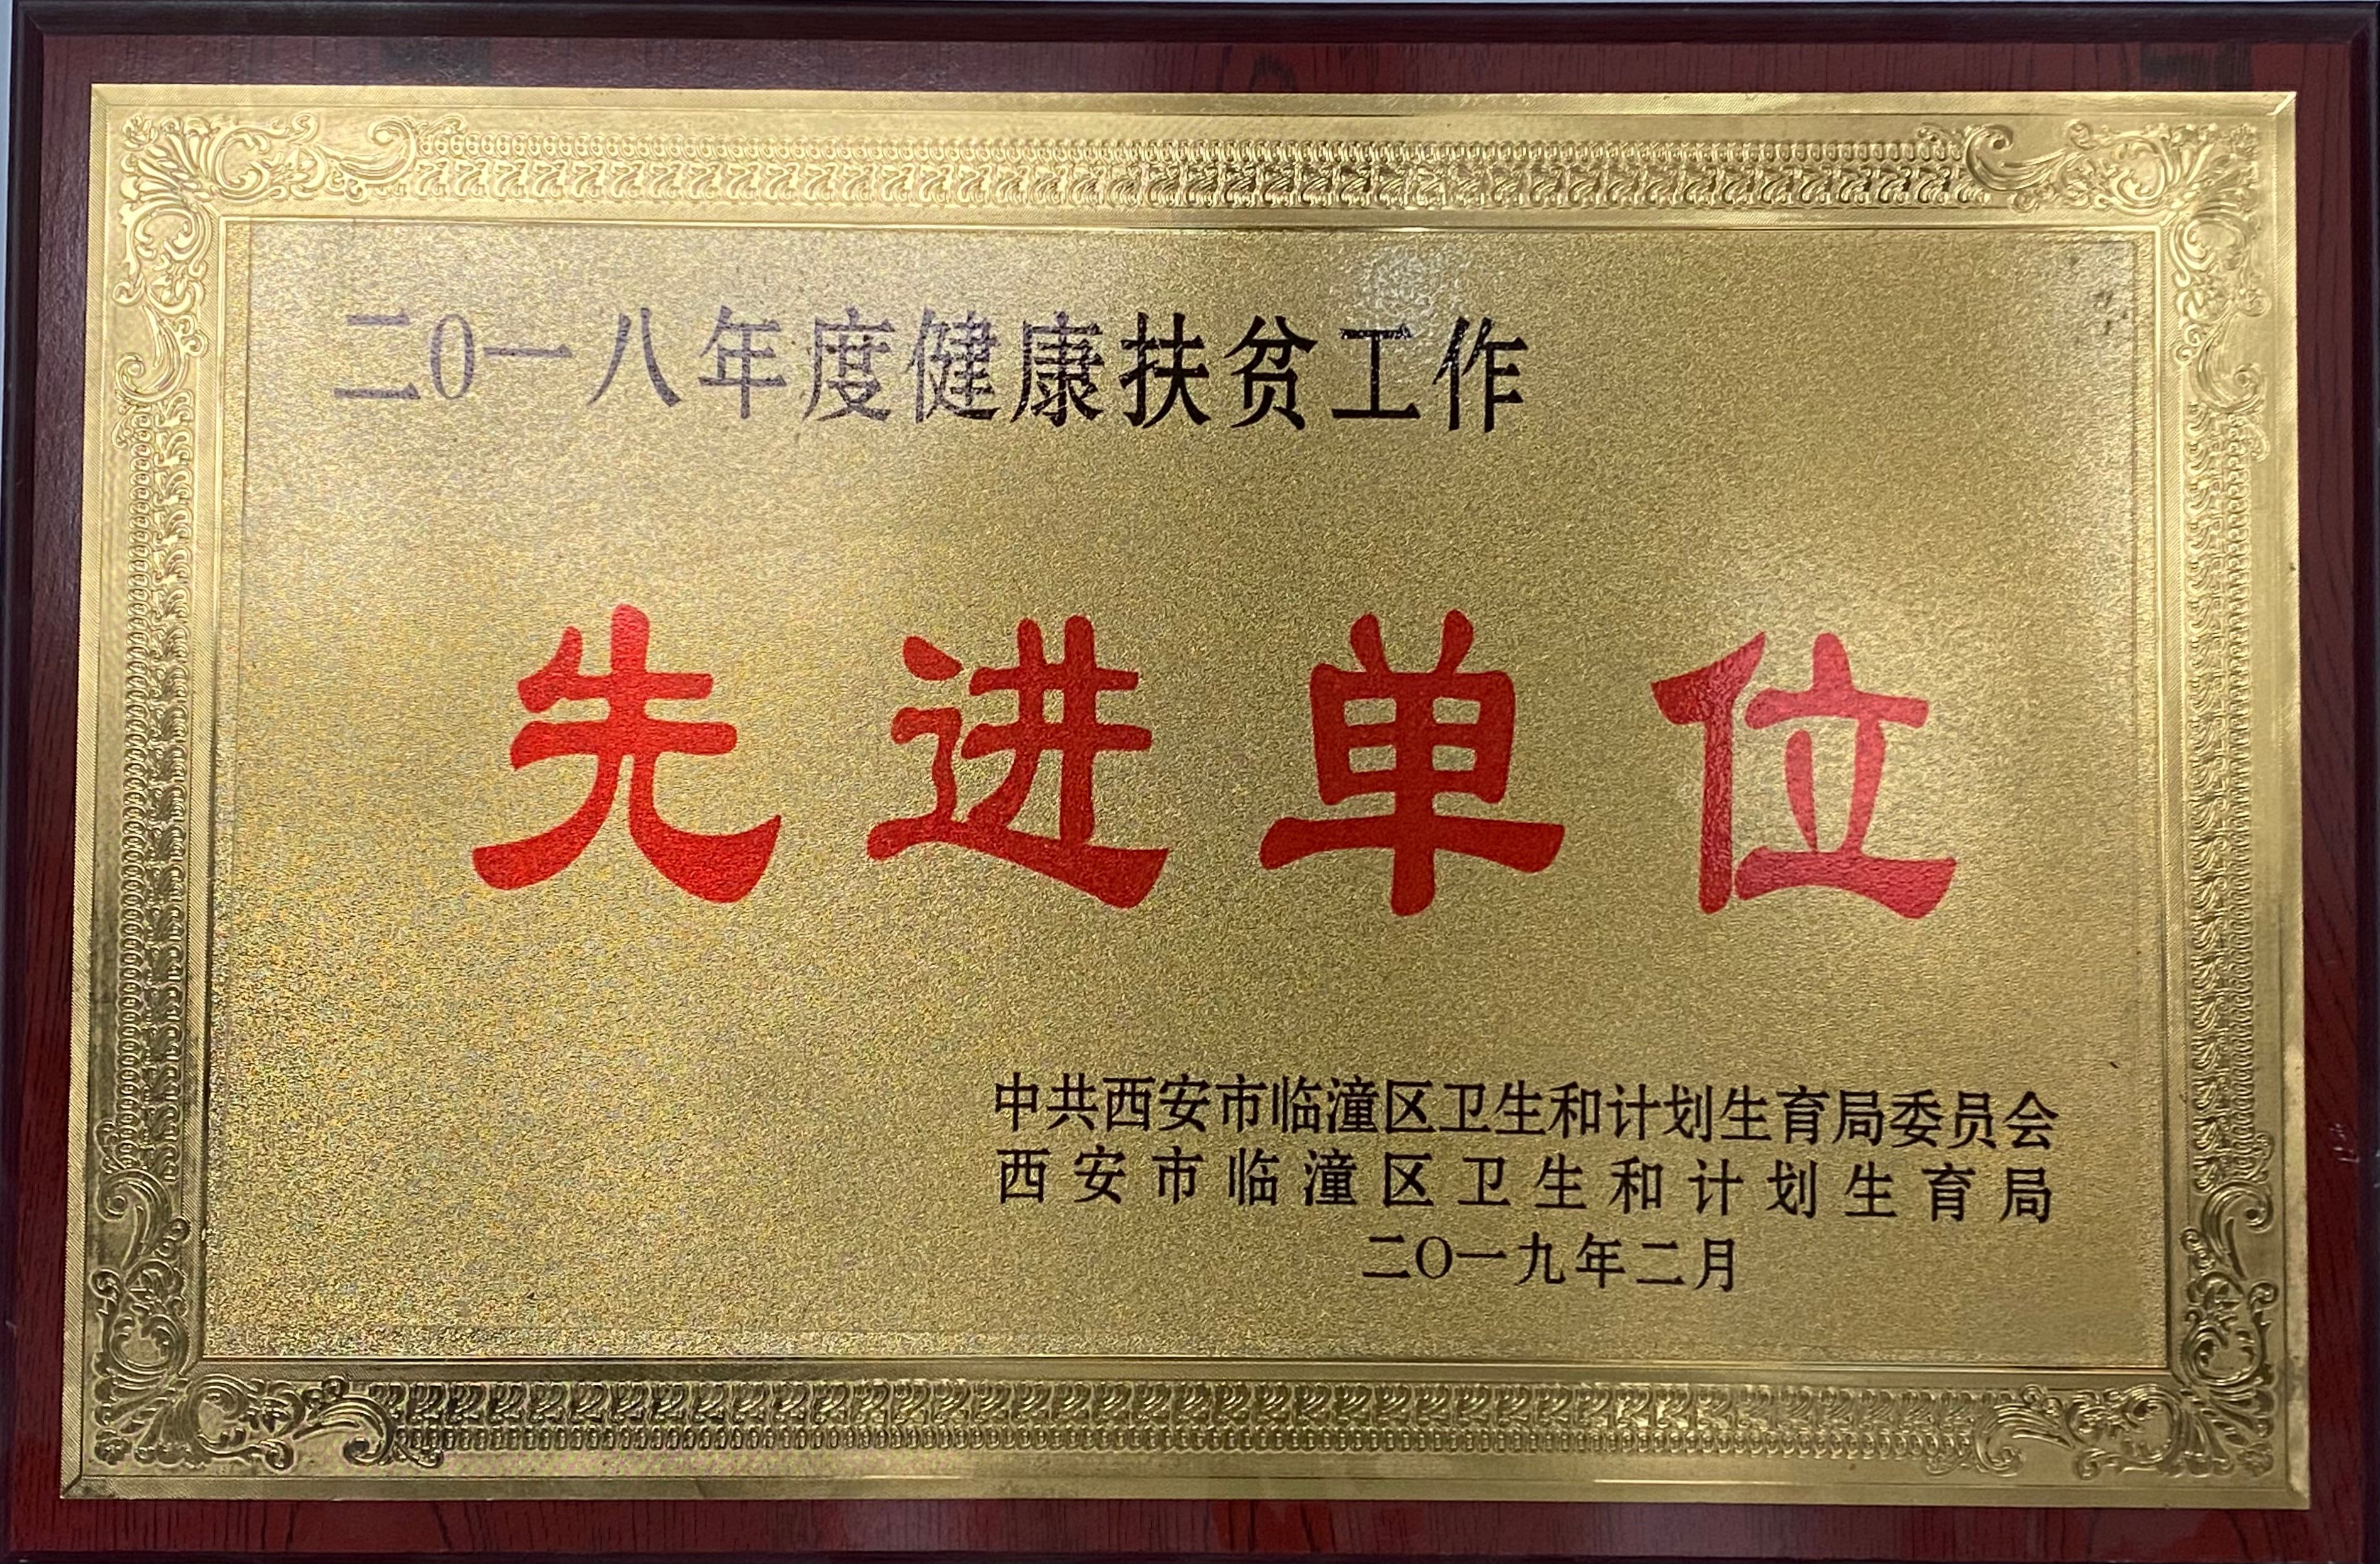 二0一八年度健康扶贫工作
先进单位
中共西安市临潼区卫生和计划生育局委员会
西安市临潼区卫生和计划生育局
二〇一九年二月